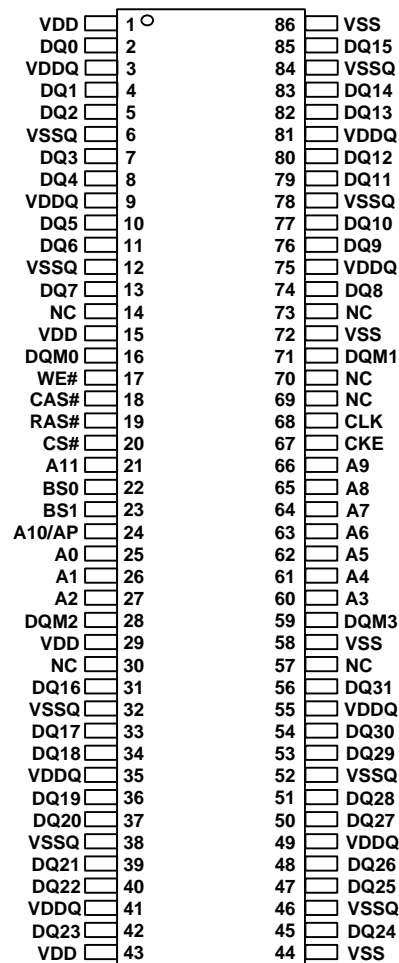 VDD 1 86 VSS
DQ0 2 85 DQ15
VDDQ 3 84 VSSQ
DQ1 4 83 DQ14
DQ2 5 82 DQ13
VSSQ 6 81 VDDQ
DQ3 7 80 DQ12
DQ4 8 79 DQ11
VDDQ 9 78 VSSQ
DQ5 10 77 DQ10
DQ6 11 76 DQ9
VSSQ 12 75 VDDQ
DQ7 13 74 DQ8
NC 14 73 NC
VDD 15 72 VSS
DQM0 16 71 DQM1
WE# 17 70 NC
CAS# 18 69 NC
RAS# 19 68 CLK
CS# 20 67 CKE
A11 21 66 A9
BS0 22 65 A8
BS1 23 64 A7
A10/AP 24 63 A6
A0 25 62 A5
A1 26 61 A4
A2 27 60 A3
DQM2 28 59 DQM3
VDD 29 58 VSS
NC 30 57 NC
DQ16 31 56 DQ31
VSSQ 32 55 VDDQ
DQ17 33 54 DQ30
DQ18 34 53 DQ29
VDDQ 35 52 VSSQ
DQ19 36 51 DQ28
DQ20 37 50 DQ27
VSSQ 38 49 VDDQ
DQ21 39 48 DQ26
DQ22 40 47 DQ25
VDDQ 41 46 VSSQ
DQ23 42 45 DQ24
VDD 43 44 VSS